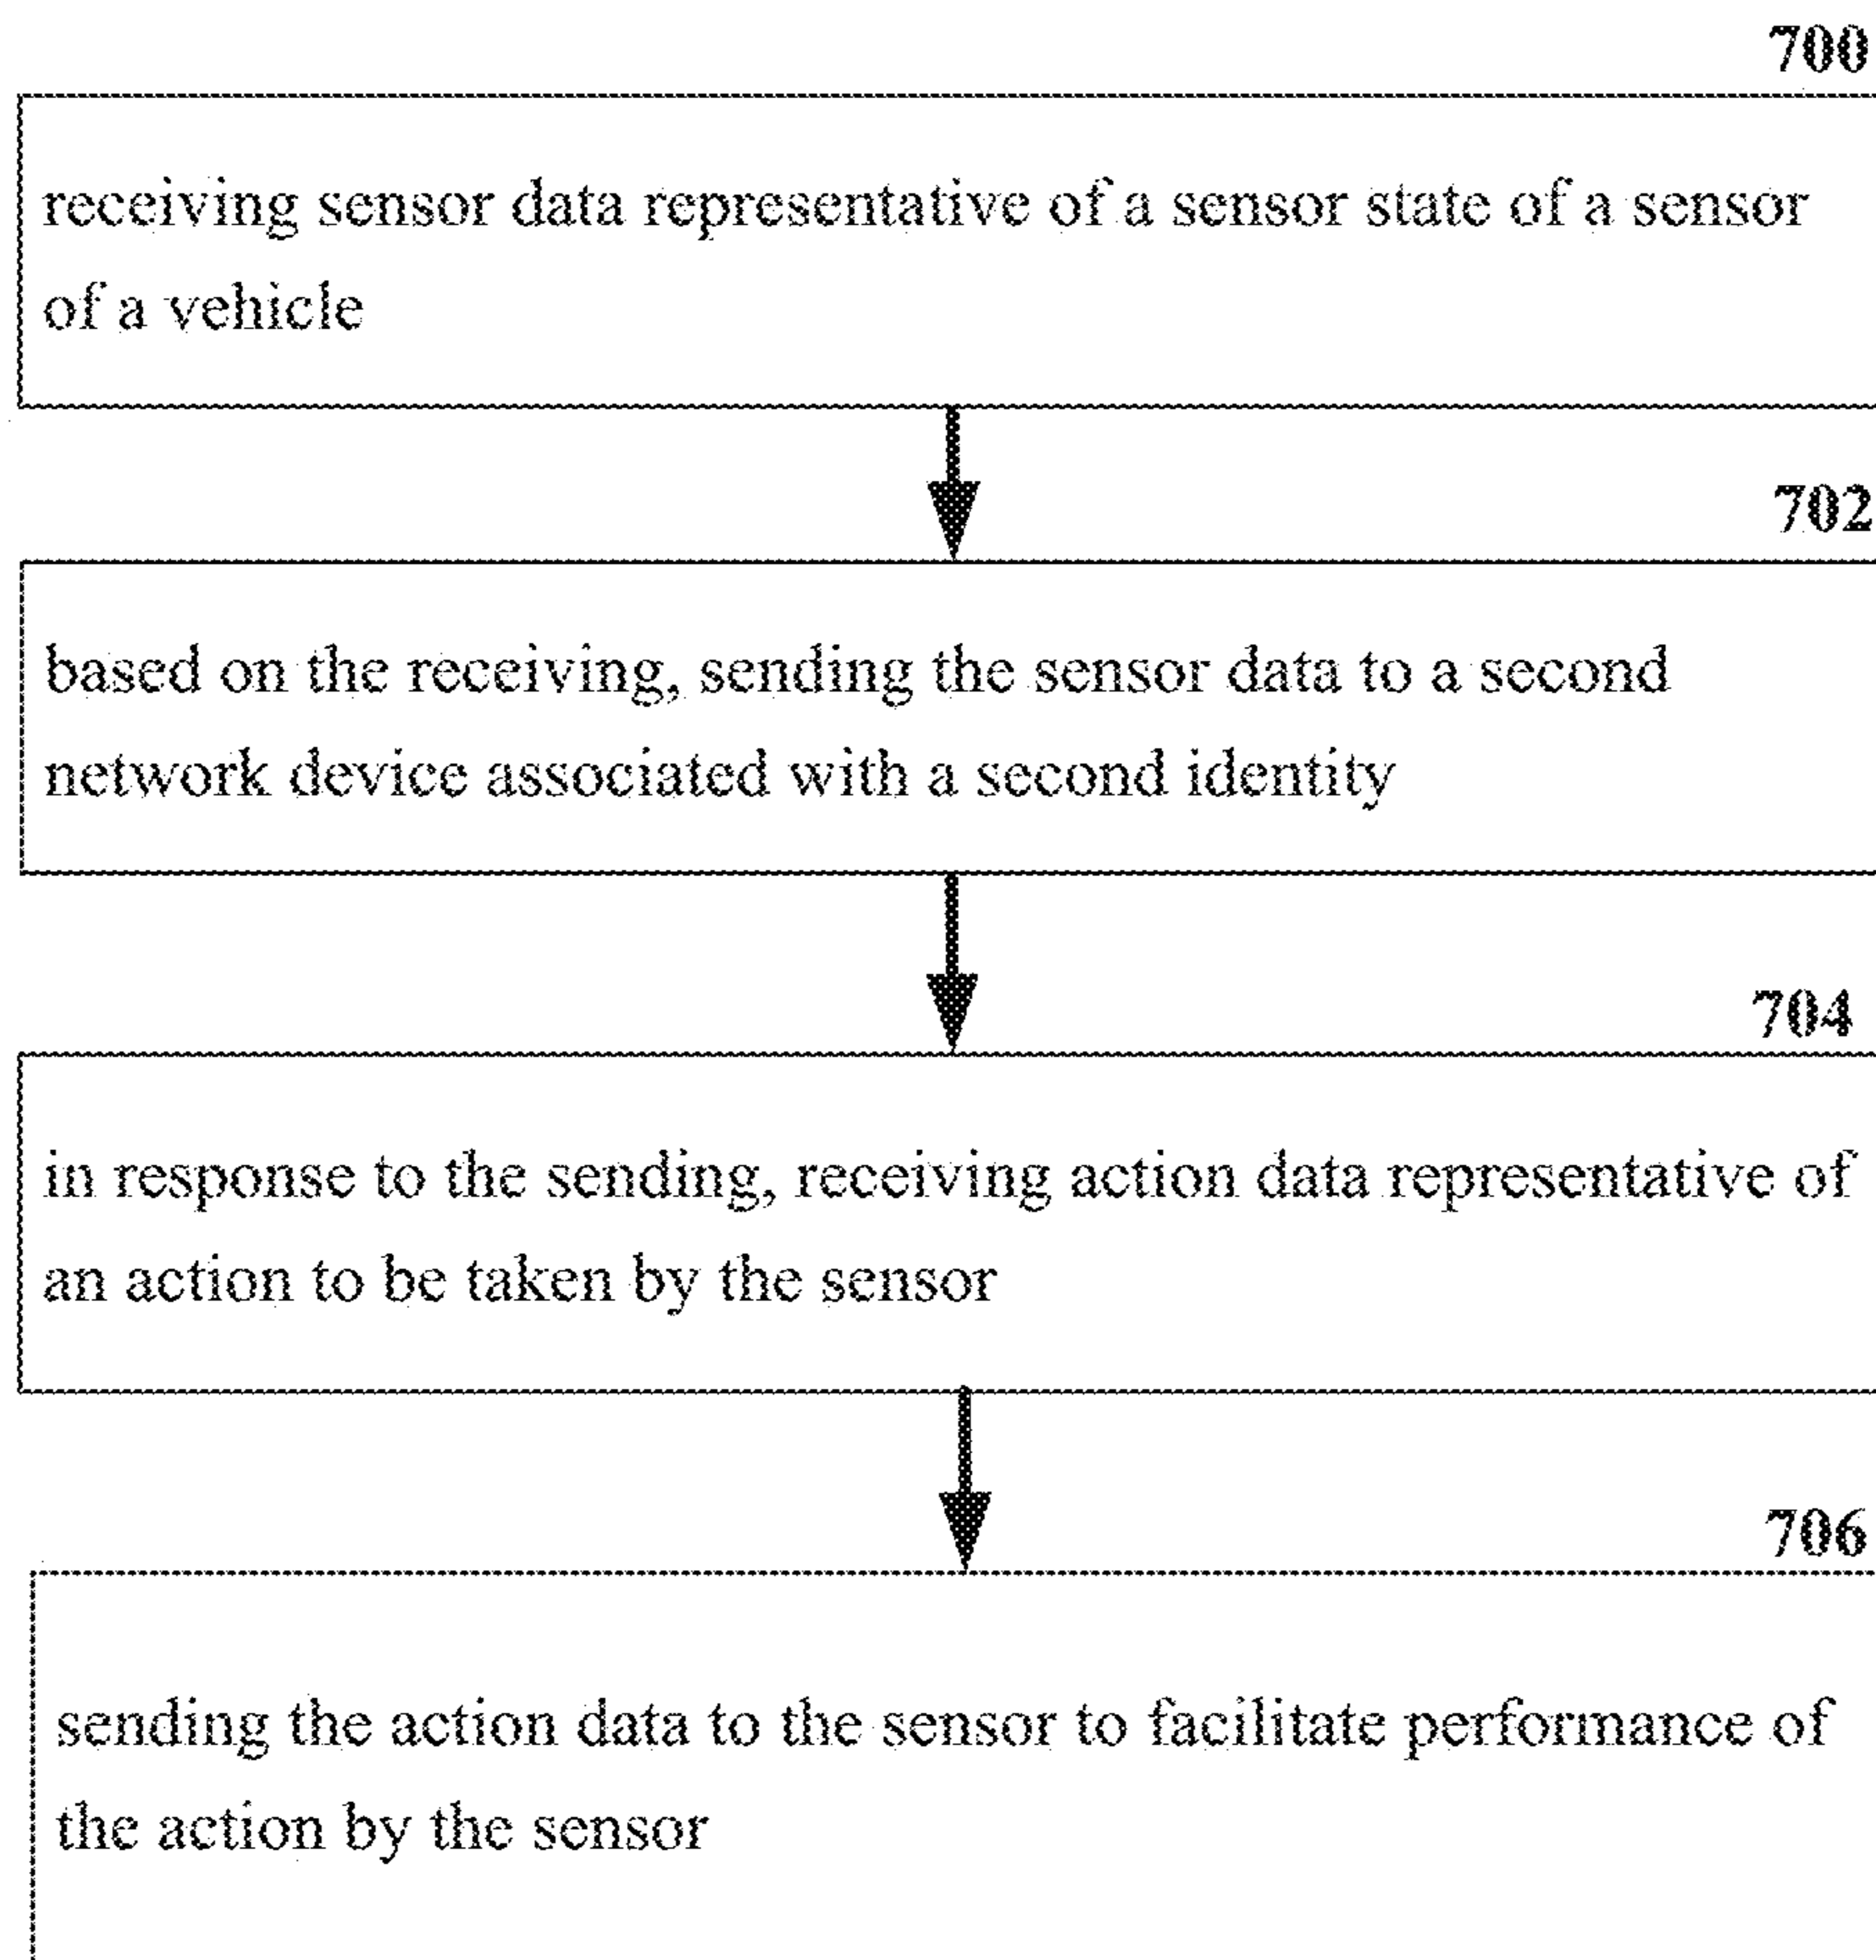 700
receiving sensor data representative of a sensor state of a sensor
of a vehicle
702
based on the receiving, sending the sensor data to a second
network device associated with a second identity
704
in response to the sending, receiving action data representative of
an action to be taken by the sensor
706
sending the action data to the sensor to facilitate performance of
the action by the sensor